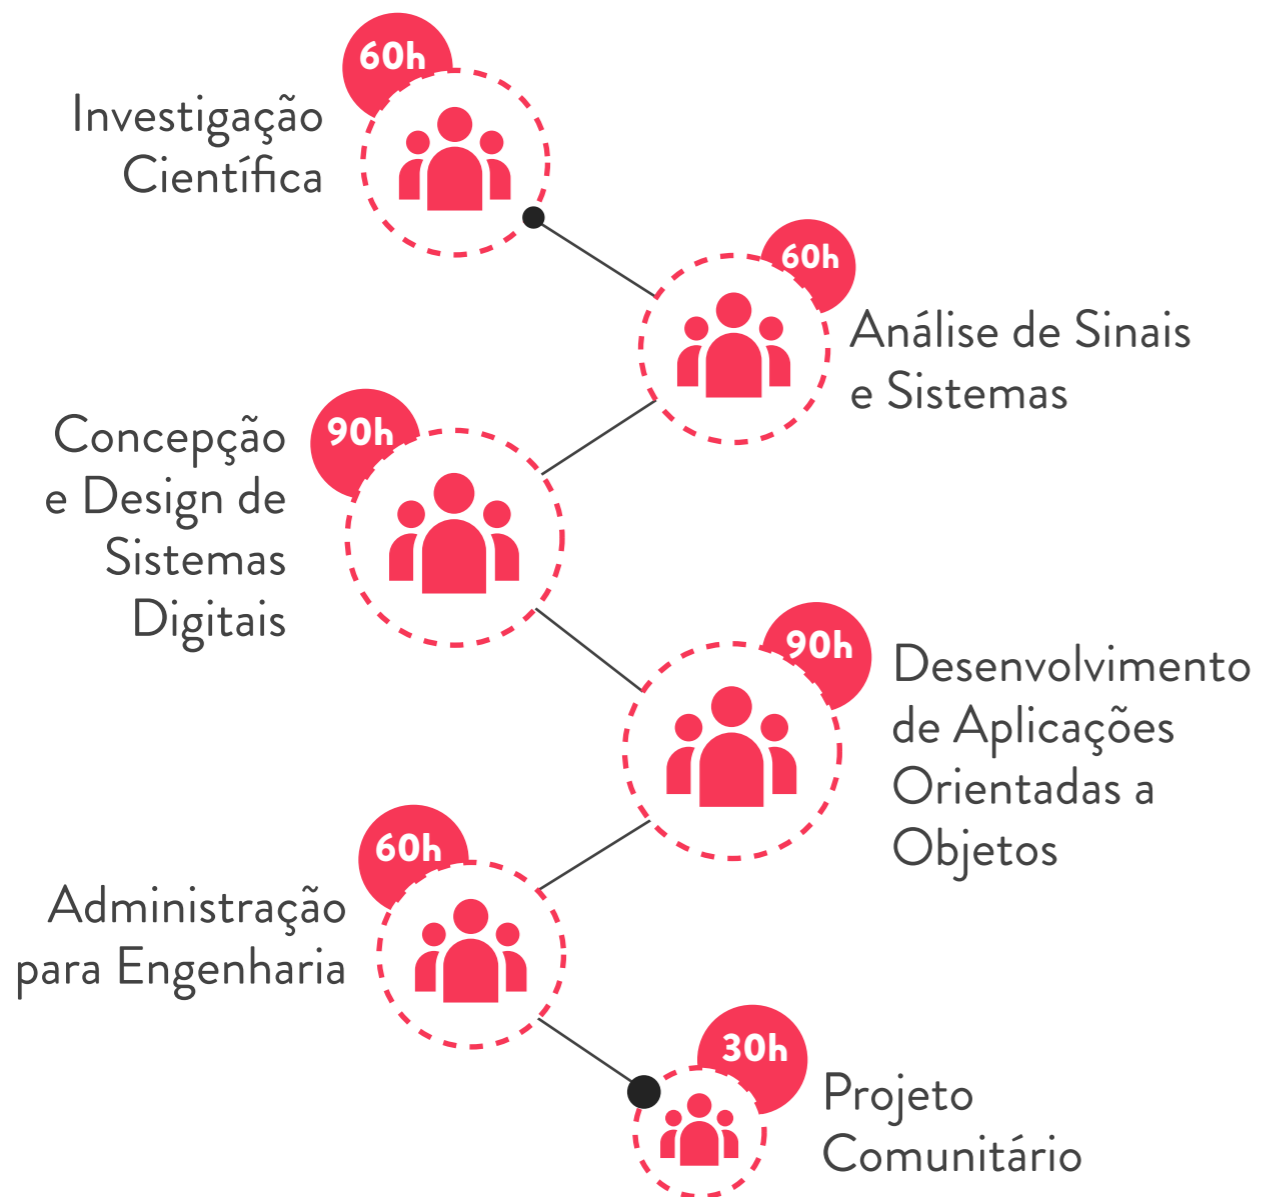 60h
Investigação
Científica
60h
Análise de Sinais
e Sistemas
90h
Concepção
e Design de
Sistemas
Digitais
90h
Desenvolvimento
de Aplicações
Orientadas a
Objetos
60h
Administração
para Engenharia
30h
Projeto
Comunitário